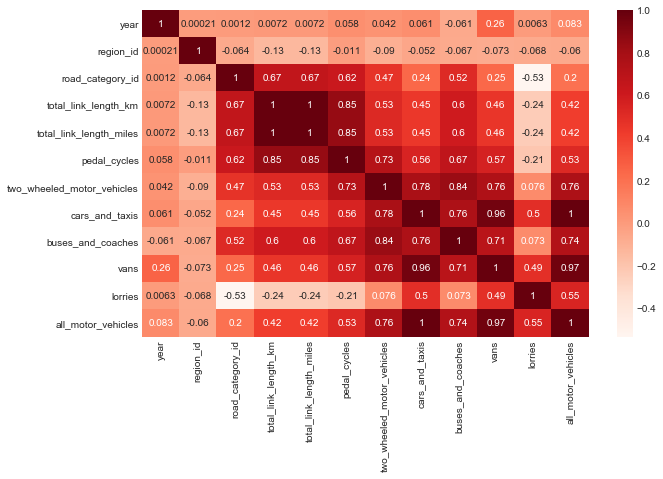 year 1 0.00021 0.0012 0.0072 0.0072 0.058 0.042 0.061 -0.061 0.26 0.0063 0.083
region_id 0.00021 1 -0.064 -0.13 -0.13 -0.011 -0.09 -0.052 -0.067 -0.073 -0.068 -0.06
road_category_id 0.0012 -0.064 1 0.67 0.67 0.62 0.47 0.24 0.52 0.25 -0.53 0.2
total_link_length_km 0.0072 -0.13 0.67 1 1 0.85 0.53 0.45 0.6 0.46 -0.24 0.42
total_link_length_miles 0.0072 -0.13 0.67 1 1 0.85 0.53 0.45 0.6 0.46 -0.24 0.42
pedal_cycles 0.058 -0.011 0.62 0.85 0.85 1 0.73 0.56 0.67 0.57 -0.21 0.53
two_wheeled_motor_vehicles 0.042 -0.09 0.47 0.53 0.53 0.73 1 0.78 0.84 0.76 0.076 0.76
cars_and_taxis 0.061 -0.052 0.24 0.45 0.45 0.56 0.78 1 0.76 0.96 0.5 1
buses_and_coaches -0.061 -0.067 0.52 0.6 0.6 0.67 0.84 0.76 1 0.71 0.073 0.74
vans 0.26 -0.073 0.25 0.46 0.46 0.57 0.76 0.96 0.71 1 0.49 0.97
lorries 0.0063 -0.068 -0.53 -0.24 -0.24 -0.21 0.076 0.5 0.073 0.49 1 0.55
all_motor_vehicles 0.083 -0.06 0.2 0.42 0.42 0.53 0.76 1 0.74 0.97 0.55 1
year
region_id
road_category_id
total_link_length_km
total_link_length_miles
pedal_cycles
two_wheeled_motor_vehicles
cars_and_taxis
buses_and_coaches
vans
lorries
all_motor_vehicles
1.0
0.8
0.6
0.4
0.2
0.0
−0.2
−0.4